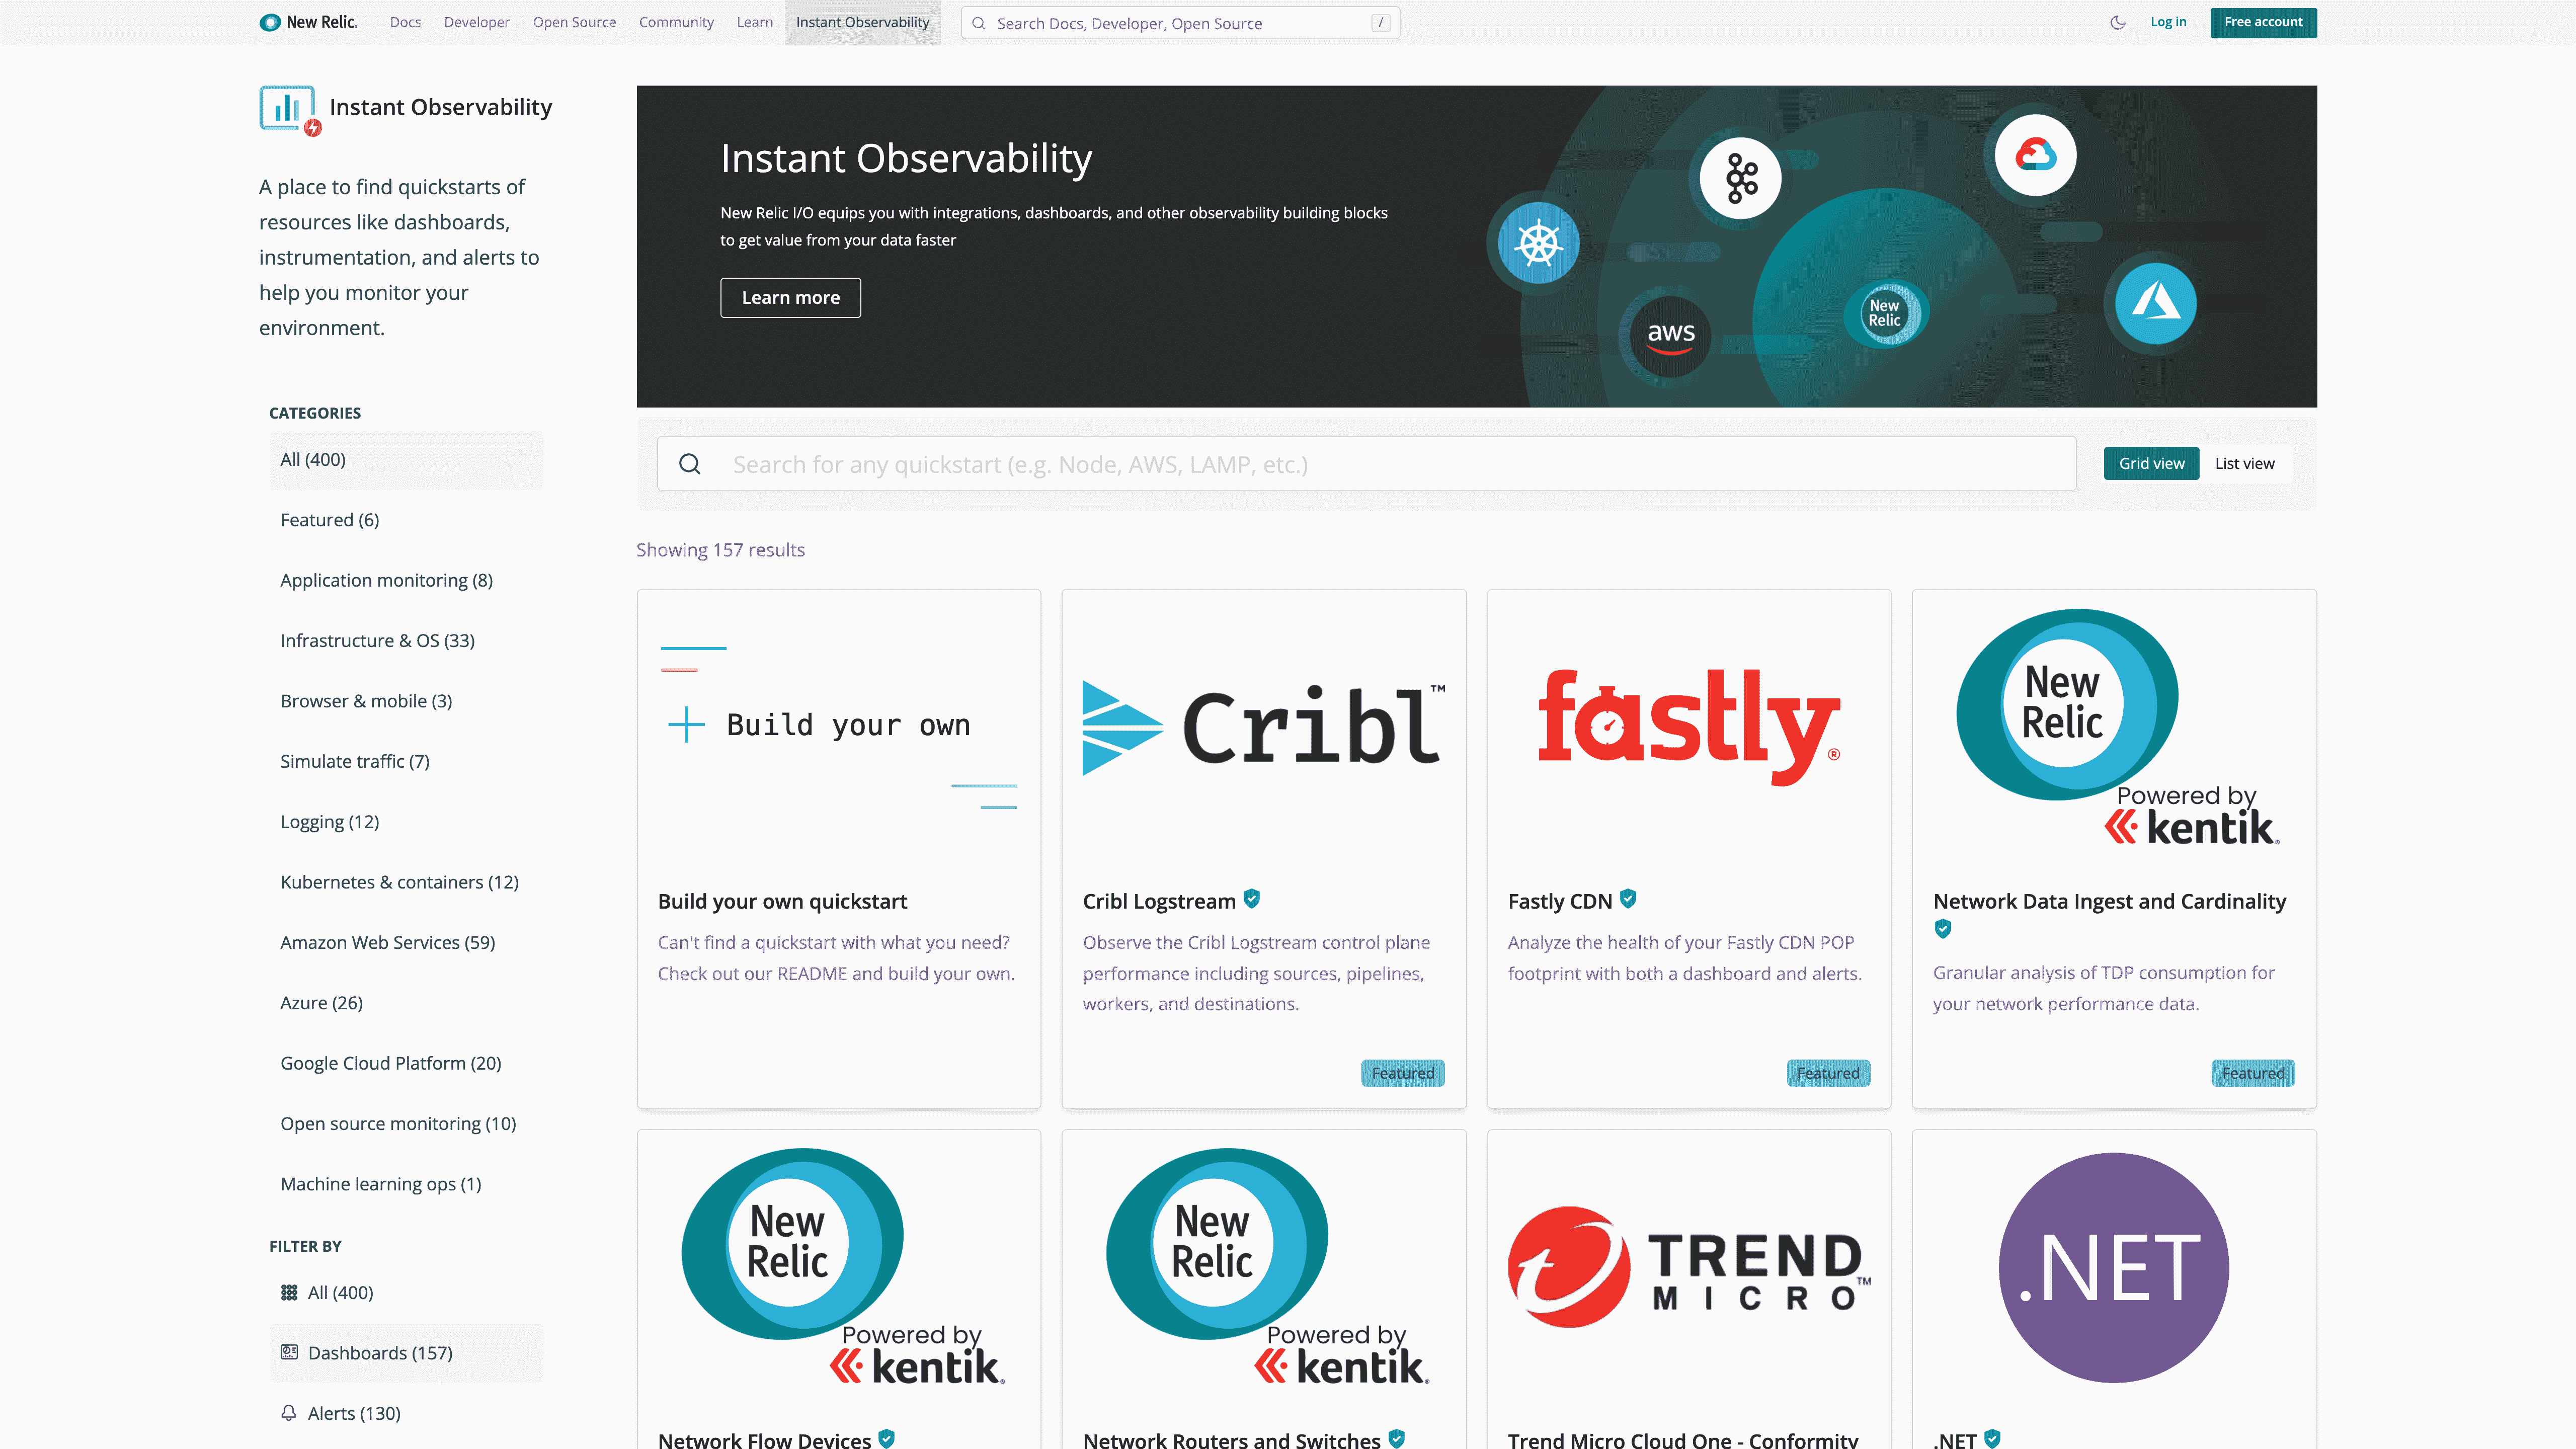 New Relic.
Docs
Developer
Open Source
Community
Learn
Instant Observability
Search Docs, Developer, Open Source
/
Log in
Free account
Instant Observability
A place to find quickstarts of
resources like dashboards,
instrumentation, and alerts to
help you monitor your
environment.
CATEGORIES
All (400)
Featured (6)
Application monitoring (8)
Infrastructure & OS (33)
Browser & mobile (3)
Simulate traffic (7)
Logging (12)
Kubernetes & containers (12)
Amazon Web Services (59)
Azure (26)
Google Cloud Platform (20)
Open source monitoring (10)
Machine learning ops (1)
FILTER BY
All (400)
Dashboards (157)
Alerts (130)
Instant Observability
New Relic I/O equips you with integrations, dashboards, and other observability building blocks
to get value from your data faster
Learn more
aws
New
Relic
Search for any quickstart (e.g. Node, AWS, LAMP, etc.)
Grid view
List view
Showing 157 results
Build your own
Build your own quickstart
Can't find a quickstart with what you need?
Check out our README and build your own.
Cribl™
Cribl Logstream
Observe the Cribl Logstream control plane
performance including sources, pipelines,
workers, and destinations.
Featured
fastly®
Fastly CDN
Analyze the health of your Fastly CDN POP
footprint with both a dashboard and alerts.
Featured
New
Relic
Powered by
kentik®
Network Data Ingest and Cardinality
Granular analysis of TDP consumption for
your network performance data.
Featured
New
Relic
Powered by
kentik®
Network Flow Devices
New
Relic
Powered by
kentik®
Network Routers and Switches
TREND
MICRO™
Trend Micro Cloud One - Conformity
.NET
.NET